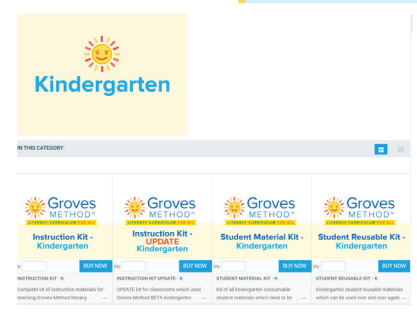 Kindergarten
IN THIS CATEGORY:
Groves
METHOD™
LITERACY CURRICULUM FOR ALL
Instruction Kit -
Kindergarten
BUY NOW
INSTRUCTION KIT - K
Complete kit of instruction materials for
teaching Groves Method literacy ...
Groves
METHOD™
LITERACY CURRICULUM FOR ALL
Instruction Kit -
UPDATE
Kindergarten
Qty
BUY NOW
INSTRUCTION KIT UPDATE - K
UPDATE kit for classrooms which used
Groves Method BETA kindergarten ...
Groves
METHOD™
LITERACY CURRICULUM FOR ALL
Student Material Kit -
Kindergarten
Qty
BUY NOW
STUDENT MATERIAL KIT - K
Kit of all kindergarten consumable
student materials which need to be ...
Groves
METHOD™
LITERACY CURRICULUM FOR ALL
Student Reusable Kit -
Kindergarten
Qty
BUY NOW
STUDENT REUSABLE KIT - K
Kindergarten student reusable materials
which can be used over and over again ...